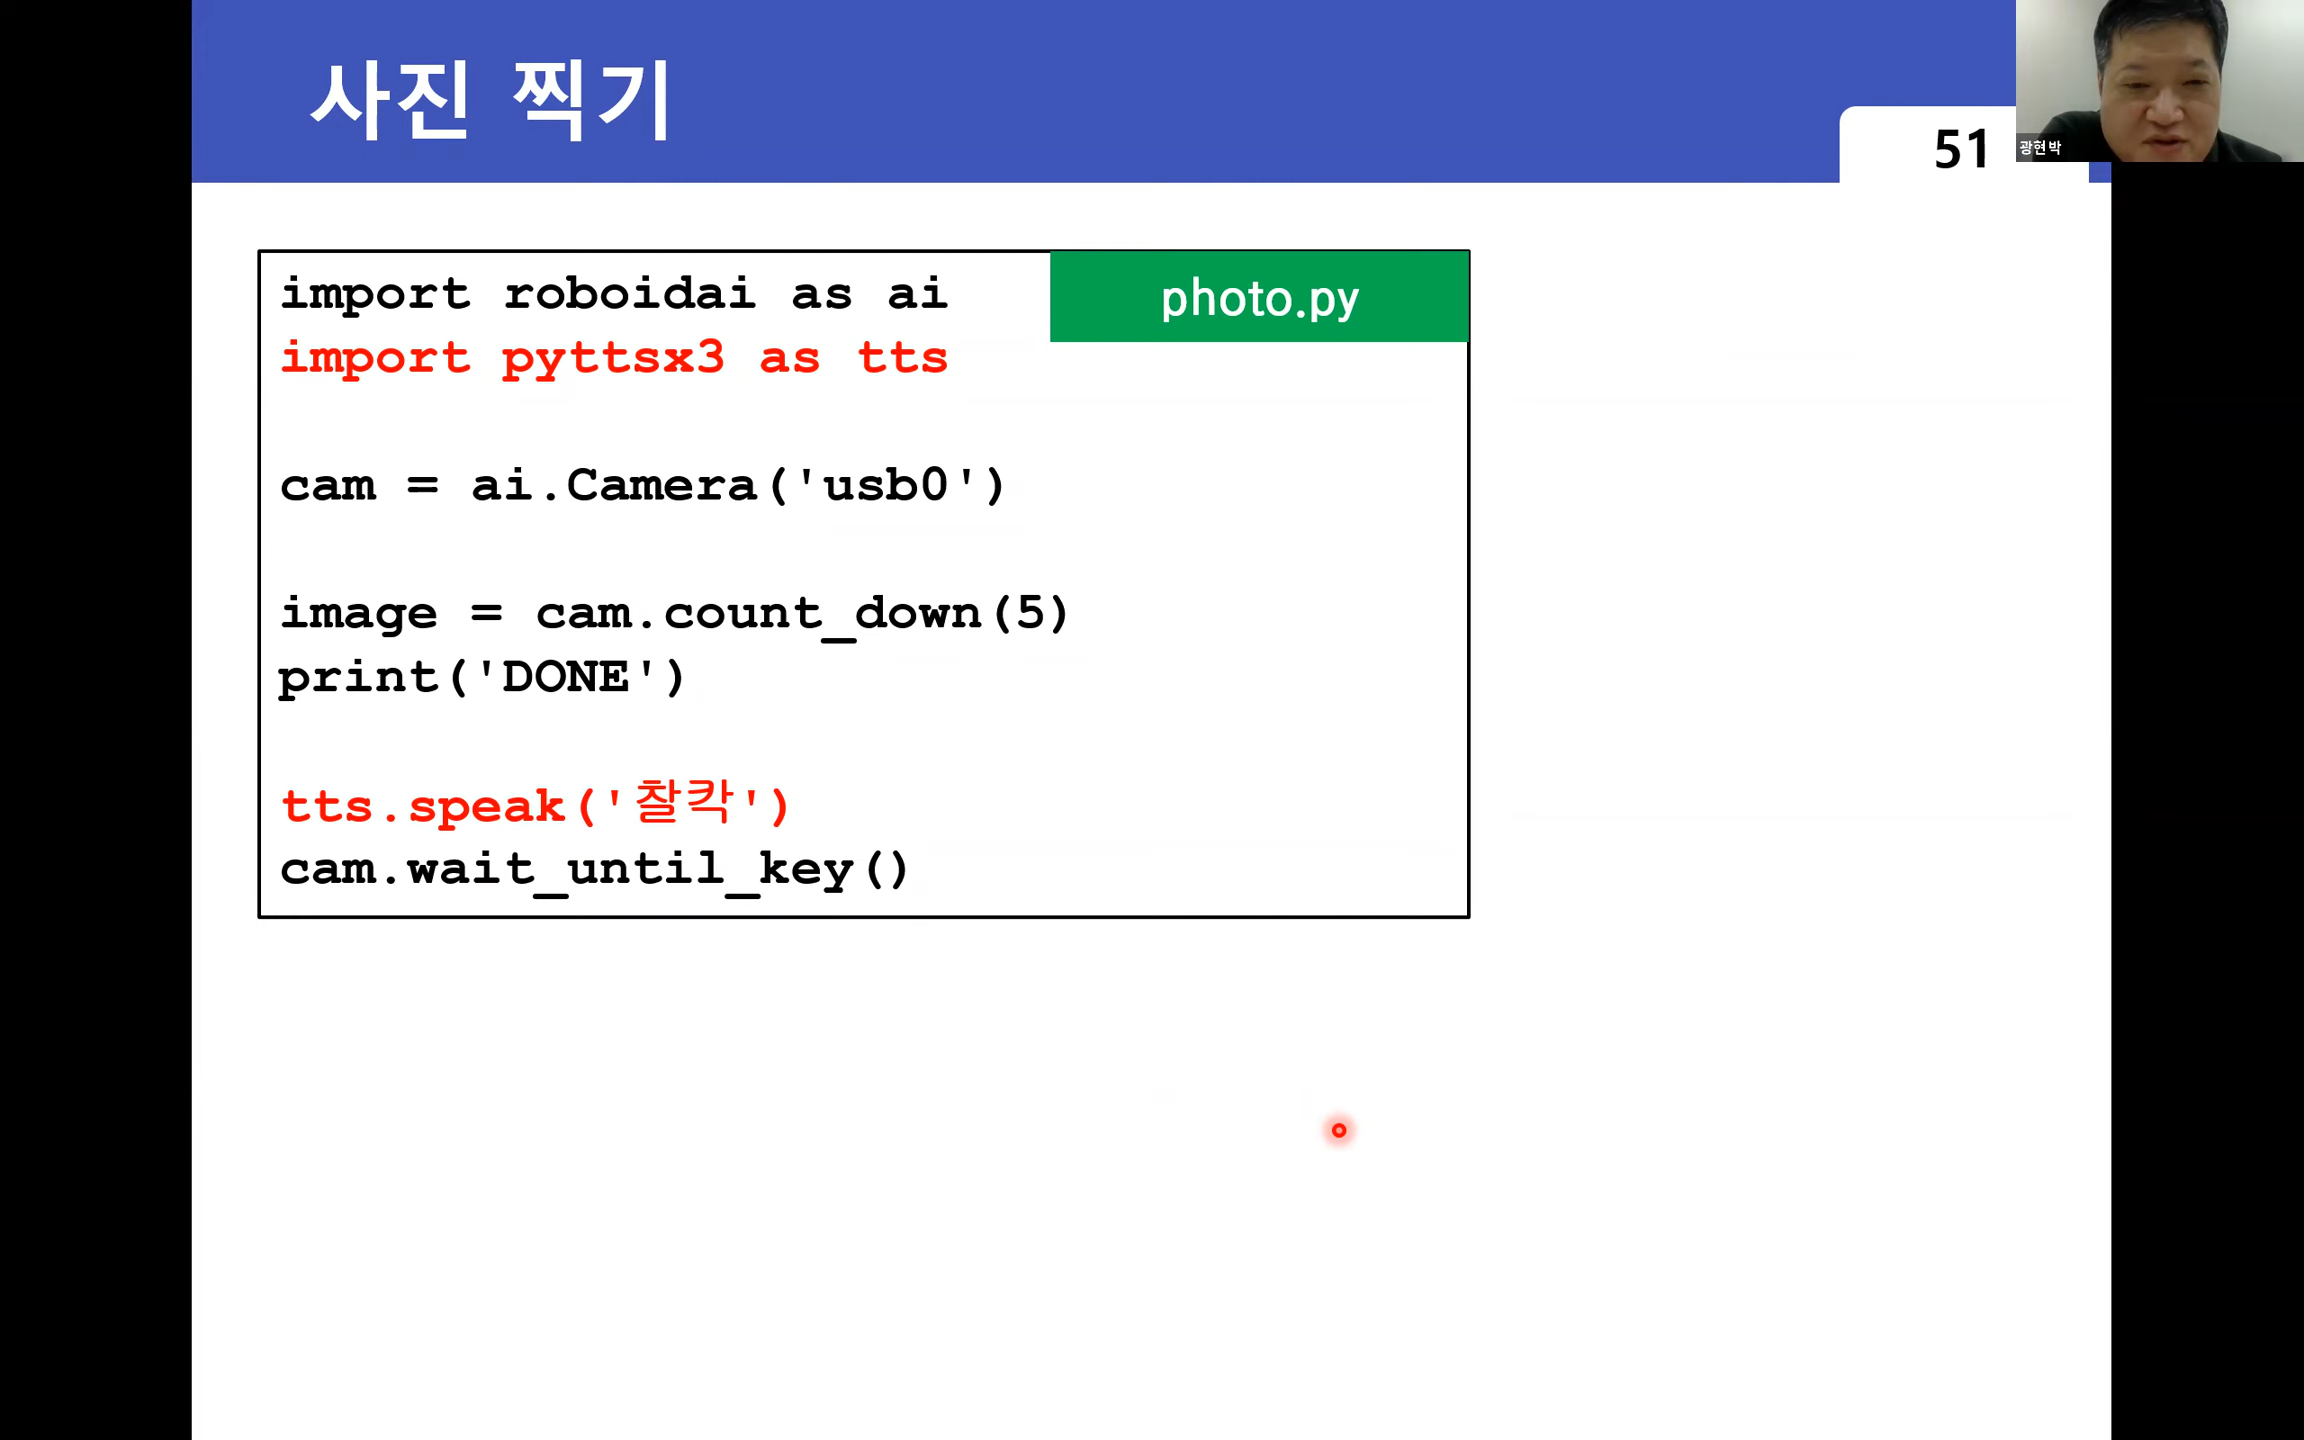 사진 찍기
51
광현박
photo.py
import roboidai as ai
import pyttsx3 as tts
cam = ai.Camera('usb0')
image = cam.count_down(5)
print('DONE')
tts.speak('찰칵')
cam.wait_until_key()